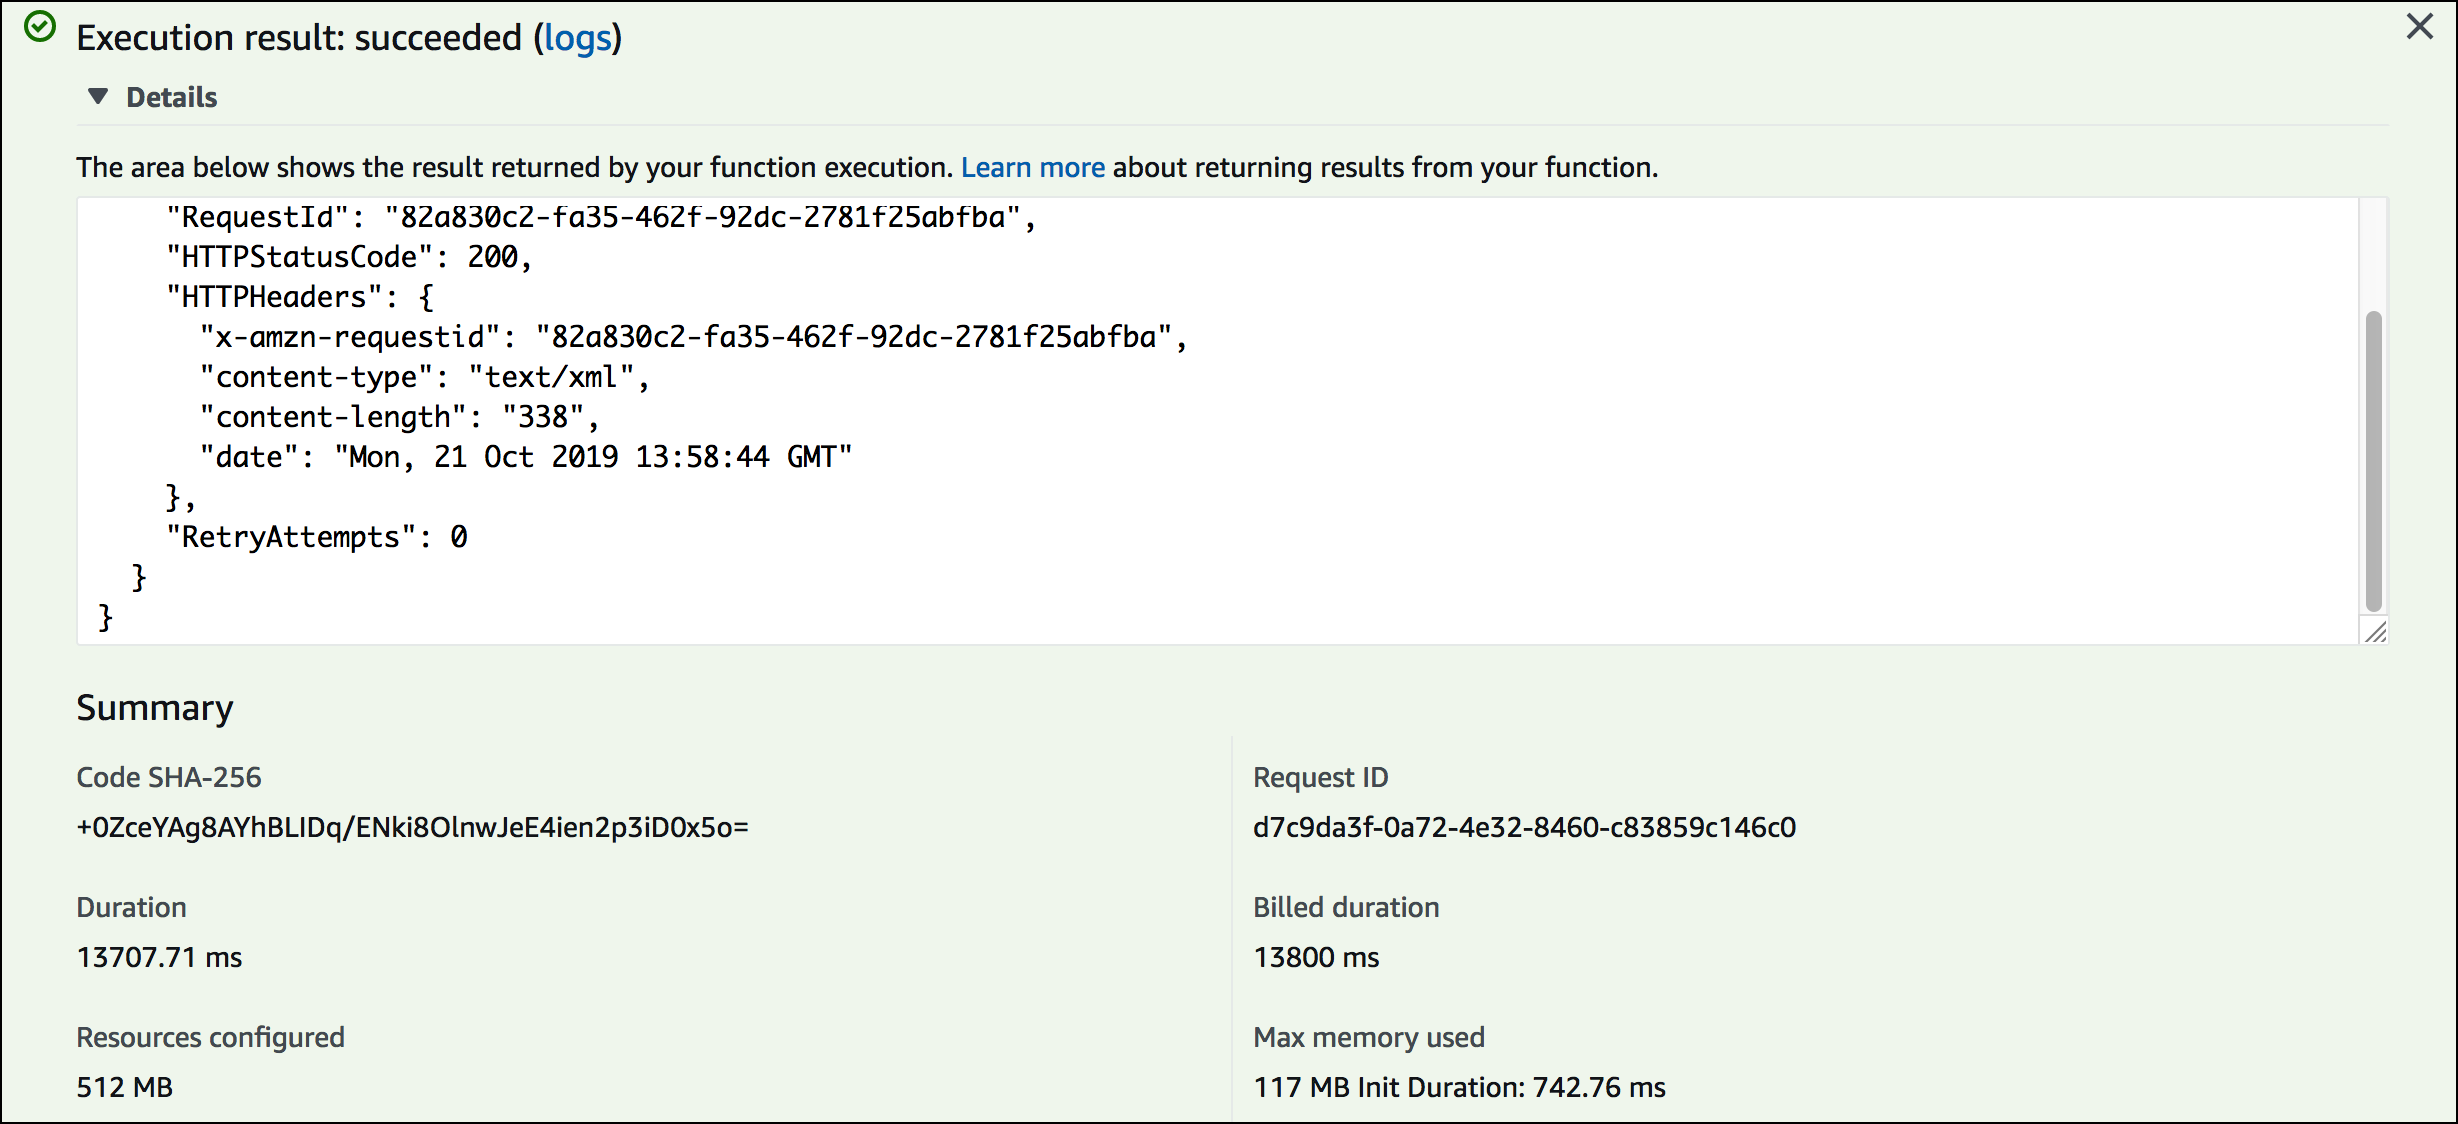 Execution result: succeeded (logs)
Details
The area below shows the result returned by your function execution. Learn more about returning results from your function.
"RequestId": "82a830c2-fa35-462f-92dc-2781f25abfba",
"HTTPStatusCode": 200,
"HTTPHeaders": {
"x-amzn-requestid": "82a830c2-fa35-462f-92dc-2781f25abfba",
"content-type": "text/xml",
"content-length": "338",
"date": "Mon, 21 Oct 2019 13:58:44 GMT"
},
"RetryAttempts": 0
}
}
Summary
Code SHA-256
+0ZceYAg8AYhBLIDq/ENki8OlnwJeE4ien2p3iD0x5o=
Request ID
d7c9da3f-0a72-4e32-8460-c83859c146c0
Duration
13707.71 ms
Billed duration
13800 ms
Resources configured
512 MB
Max memory used
117 MB Init Duration: 742.76 ms